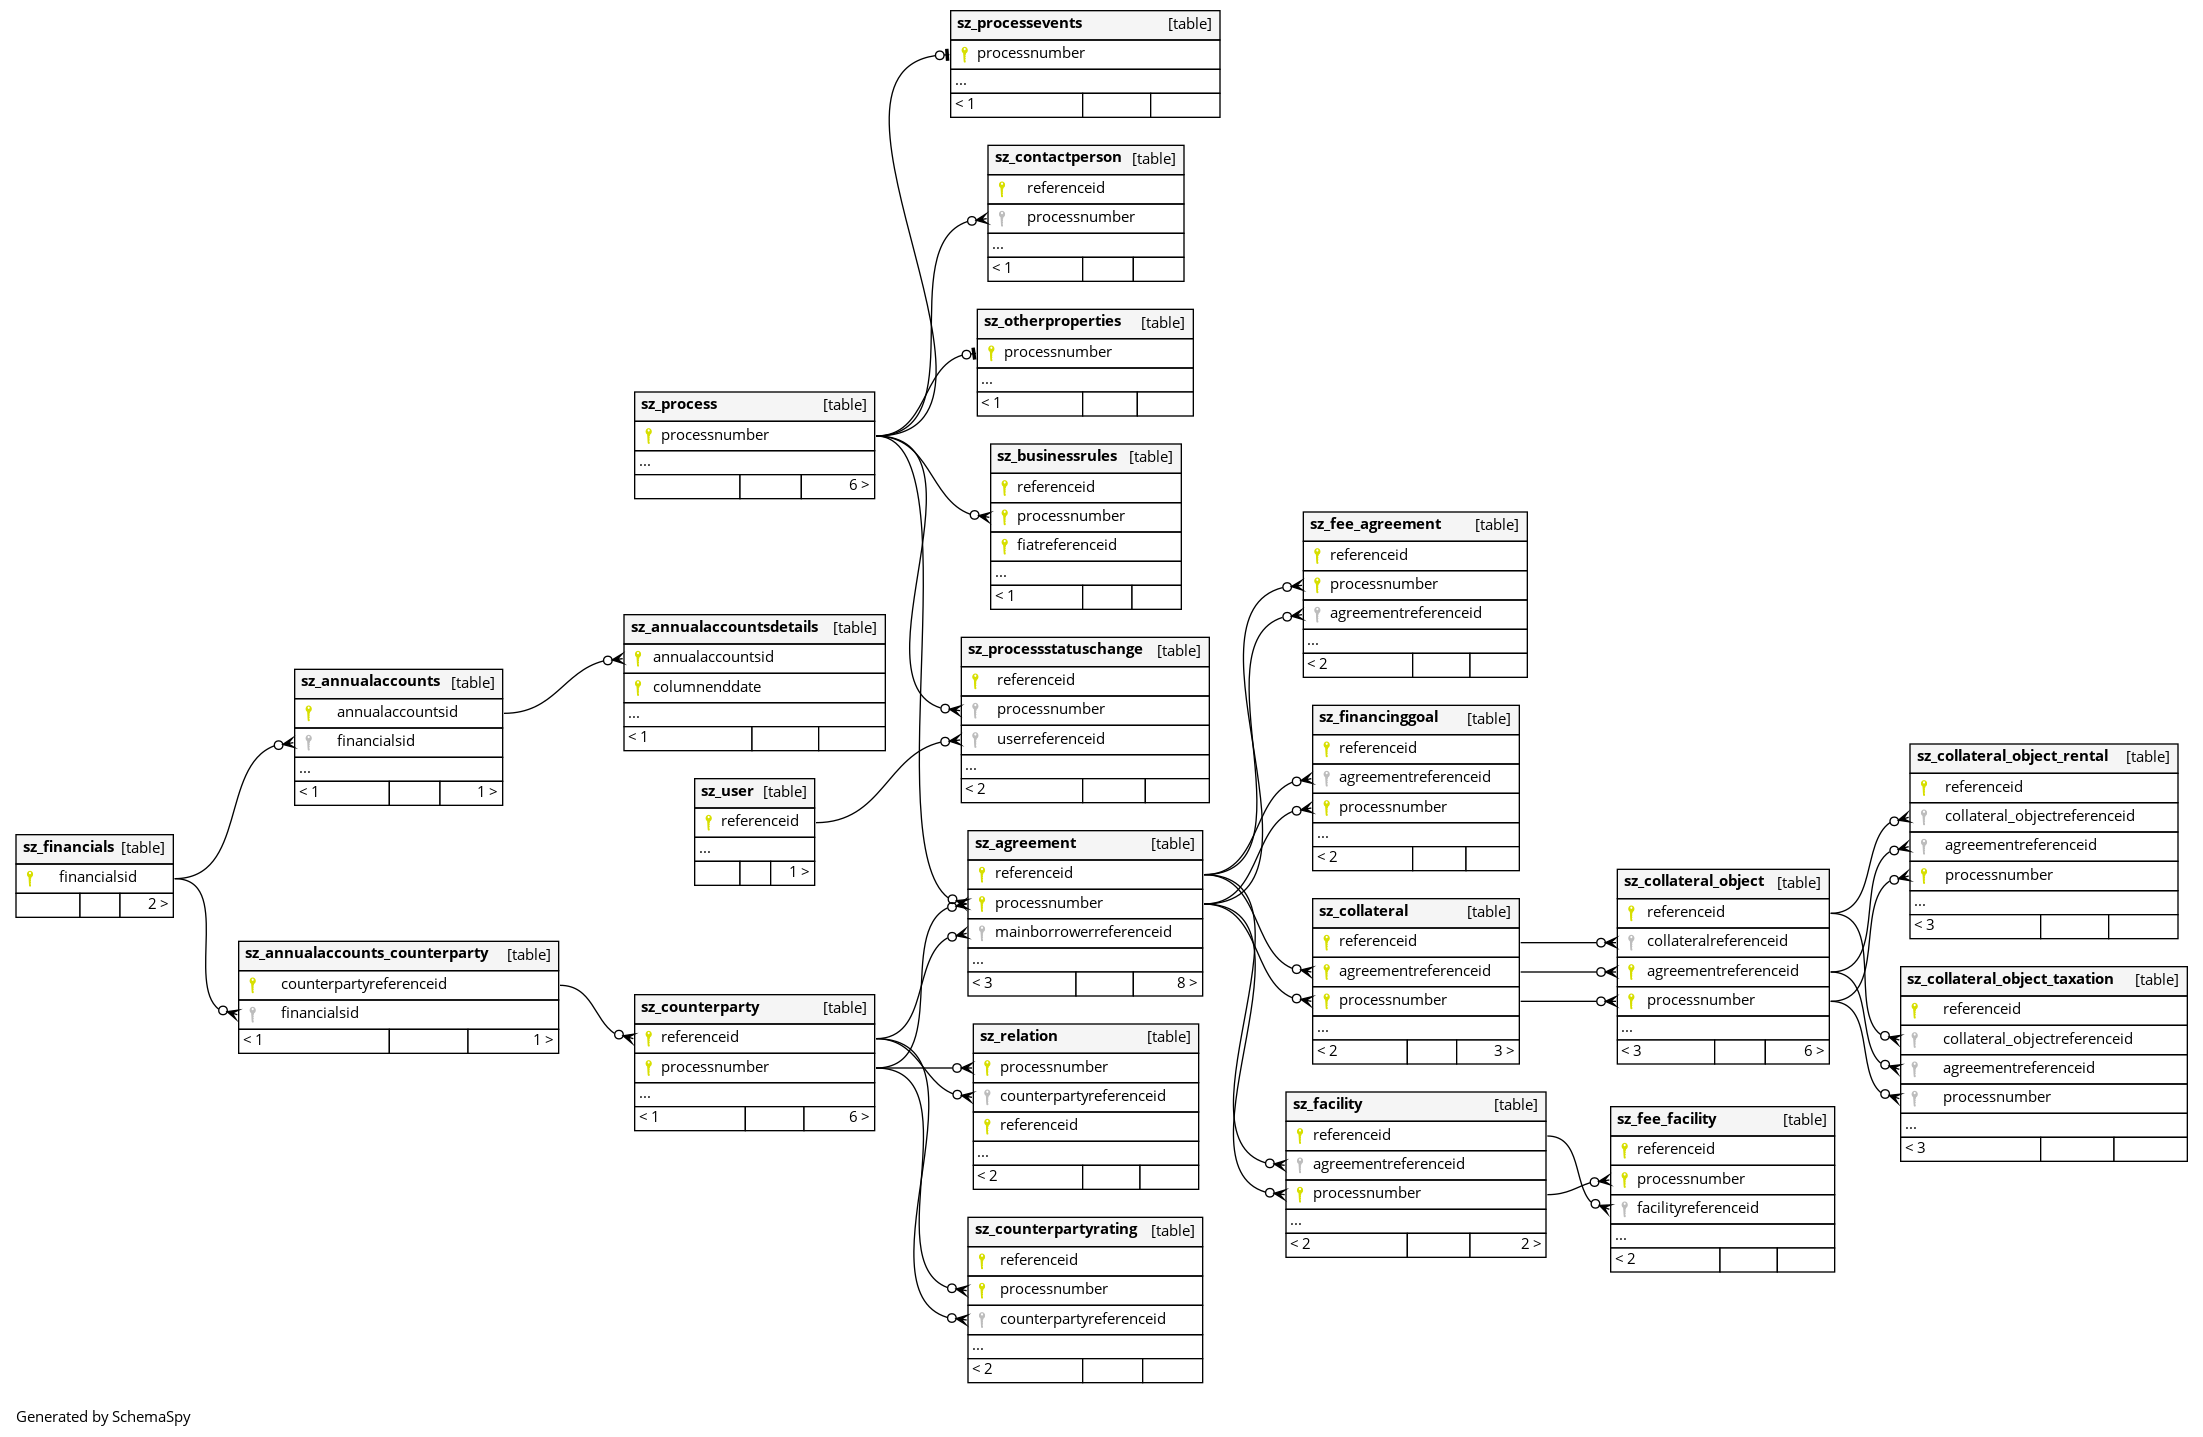 sz_processevents [table]
processnumber
...
< 1
sz_contactperson [table]
referenceid
processnumber
...
< 1
sz_otherproperties [table]
processnumber
...
< 1
sz_process [table]
processnumber
...
6 >
sz_businessrules [table]
referenceid
processnumber
fiatreferenceid
...
< 1
sz_fee_agreement [table]
referenceid
processnumber
agreementreferenceid
...
< 2
sz_annualaccountsdetails [table]
annualaccountsid
columnenddate
...
< 1
sz_processstatuschange [table]
referenceid
processnumber
userreferenceid
...
< 2
sz_annualaccounts [table]
annualaccountsid
financialsid
...
< 1 1 >
sz_financinggoal [table]
referenceid
agreementreferenceid
processnumber
...
< 2
sz_collateral_object_rental [table]
referenceid
collateral_objectreferenceid
agreementreferenceid
processnumber
...
< 3
sz_user [table]
referenceid
...
1 >
sz_financials [table]
financialsid
2 >
sz_agreement [table]
referenceid
processnumber
mainborrowerreferenceid
...
< 3 8 >
sz_collateral_object [table]
referenceid
collateralreferenceid
agreementreferenceid
processnumber
...
< 3 6 >
sz_collateral [table]
referenceid
agreementreferenceid
processnumber
...
< 2 3 >
sz_annualaccounts_counterparty [table]
counterpartyreferenceid
financialsid
< 1 1 >
sz_collateral_object_taxation [table]
referenceid
collateral_objectreferenceid
agreementreferenceid
processnumber
...
< 3
sz_counterparty [table]
referenceid
processnumber
...
< 1 6 >
sz_relation [table]
processnumber
counterpartyreferenceid
referenceid
...
< 2
sz_facility [table]
referenceid
agreementreferenceid
processnumber
...
< 2 2 >
sz_fee_facility [table]
referenceid
processnumber
facilityreferenceid
...
< 2
sz_counterpartyrating [table]
referenceid
processnumber
counterpartyreferenceid
...
< 2
Generated by SchemaSpy